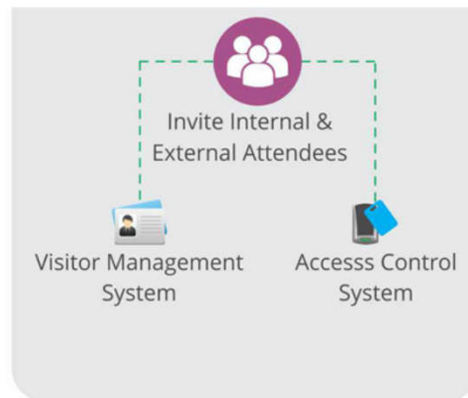 Invite Internal &
External Attendees
Visitor Management
System
Accesss Control
System